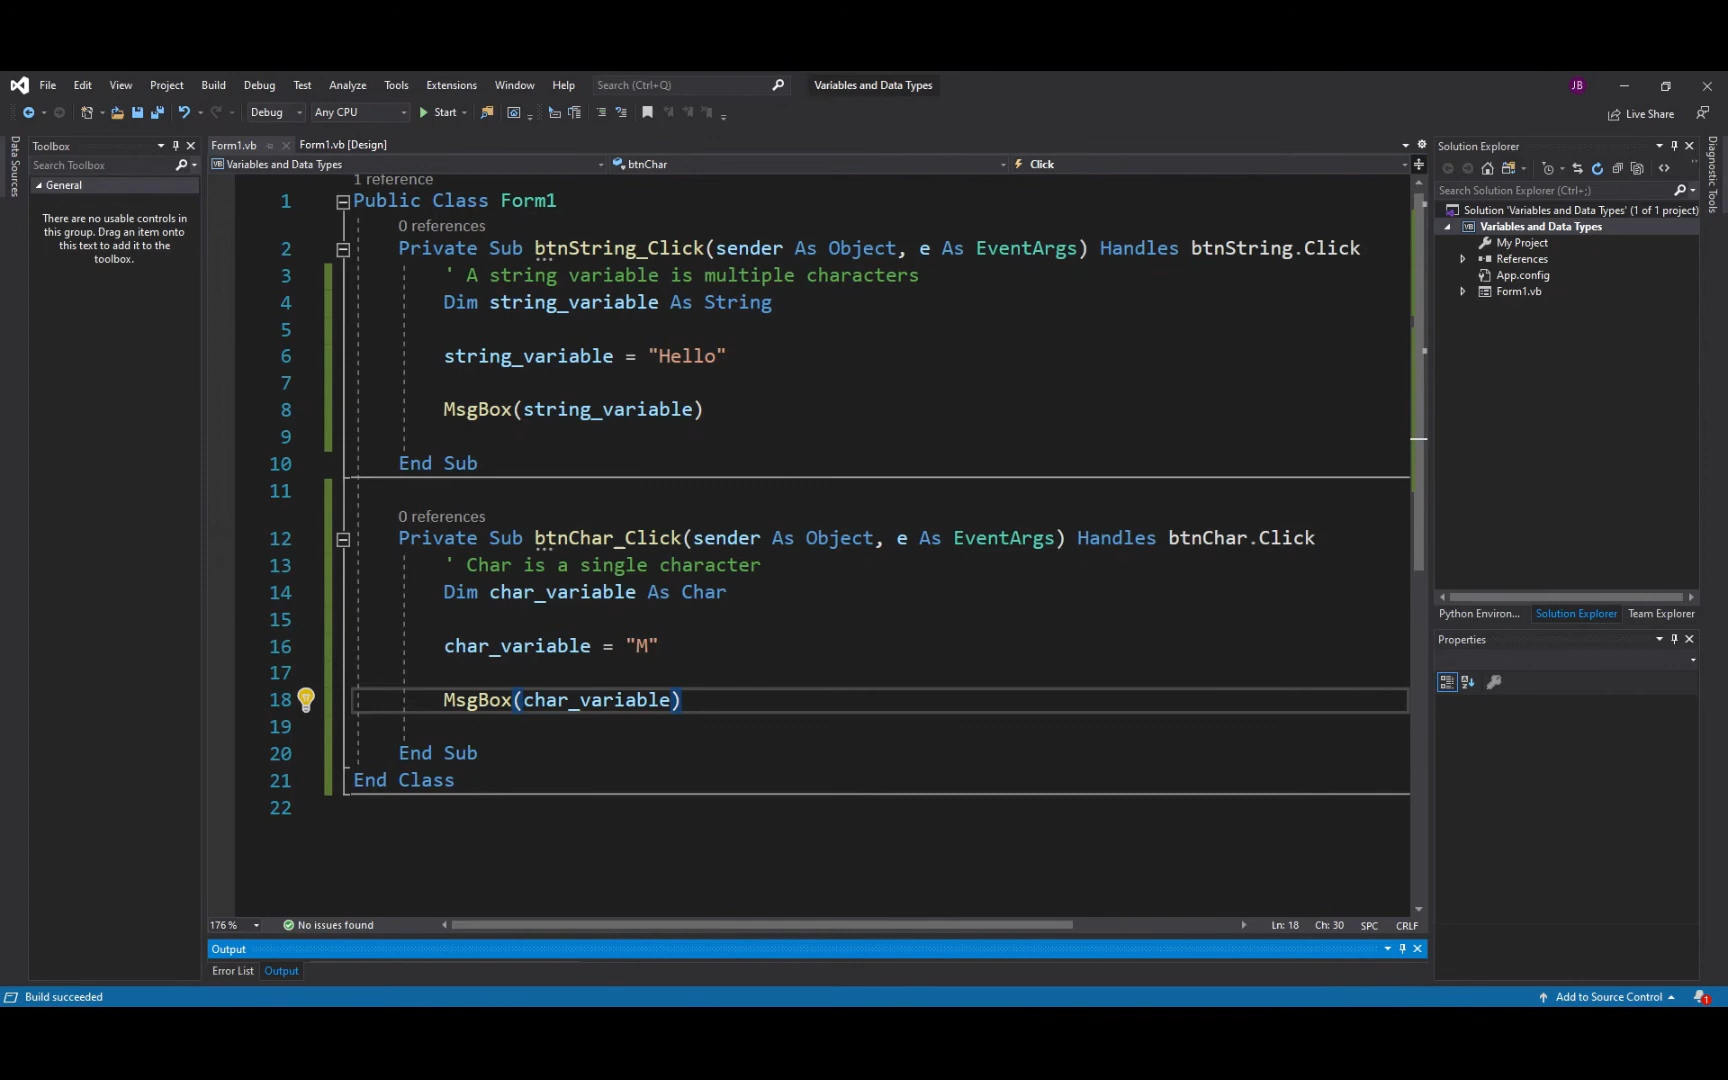 File Edit View Project Build Debug Test Analyze Tools Extensions Window Help Search (Ctrl+Q) Variables and Data Types JB
Debug Any CPU Start Live Share
Data Sources
Toolbox
Search Toolbox
General
There are no usable controls in
this group. Drag an item onto
this text to add it to the
toolbox.
Form1.vb Form1.vb [Design]
Variables and Data Types btnChar Click
1 reference
1 Public Class Form1
0 references
2 Private Sub btnString_Click(sender As Object, e As EventArgs) Handles btnString.Click
3 ' A string variable is multiple characters
4 Dim string_variable As String
5
6 string_variable = "Hello"
7
8 MsgBox(string_variable)
9
10 End Sub
11
0 references
12 Private Sub btnChar_Click(sender As Object, e As EventArgs) Handles btnChar.Click
13 ' Char is a single character
14 Dim char_variable As Char
15
16 char_variable = "M"
17
18 MsgBox(char_variable)
19
20 End Sub
21 End Class
22
176 % No issues found Ln: 18 Ch: 30 SPC CRLF
Output
Error List Output
Solution Explorer
Search Solution Explorer (Ctrl+;)
Solution 'Variables and Data Types' (1 of 1 project)
Variables and Data Types
My Project
References
App.config
Form1.vb
Python Environ... Solution Explorer Team Explorer
Properties
Diagnostic Tools
Build succeeded Add to Source Control 1